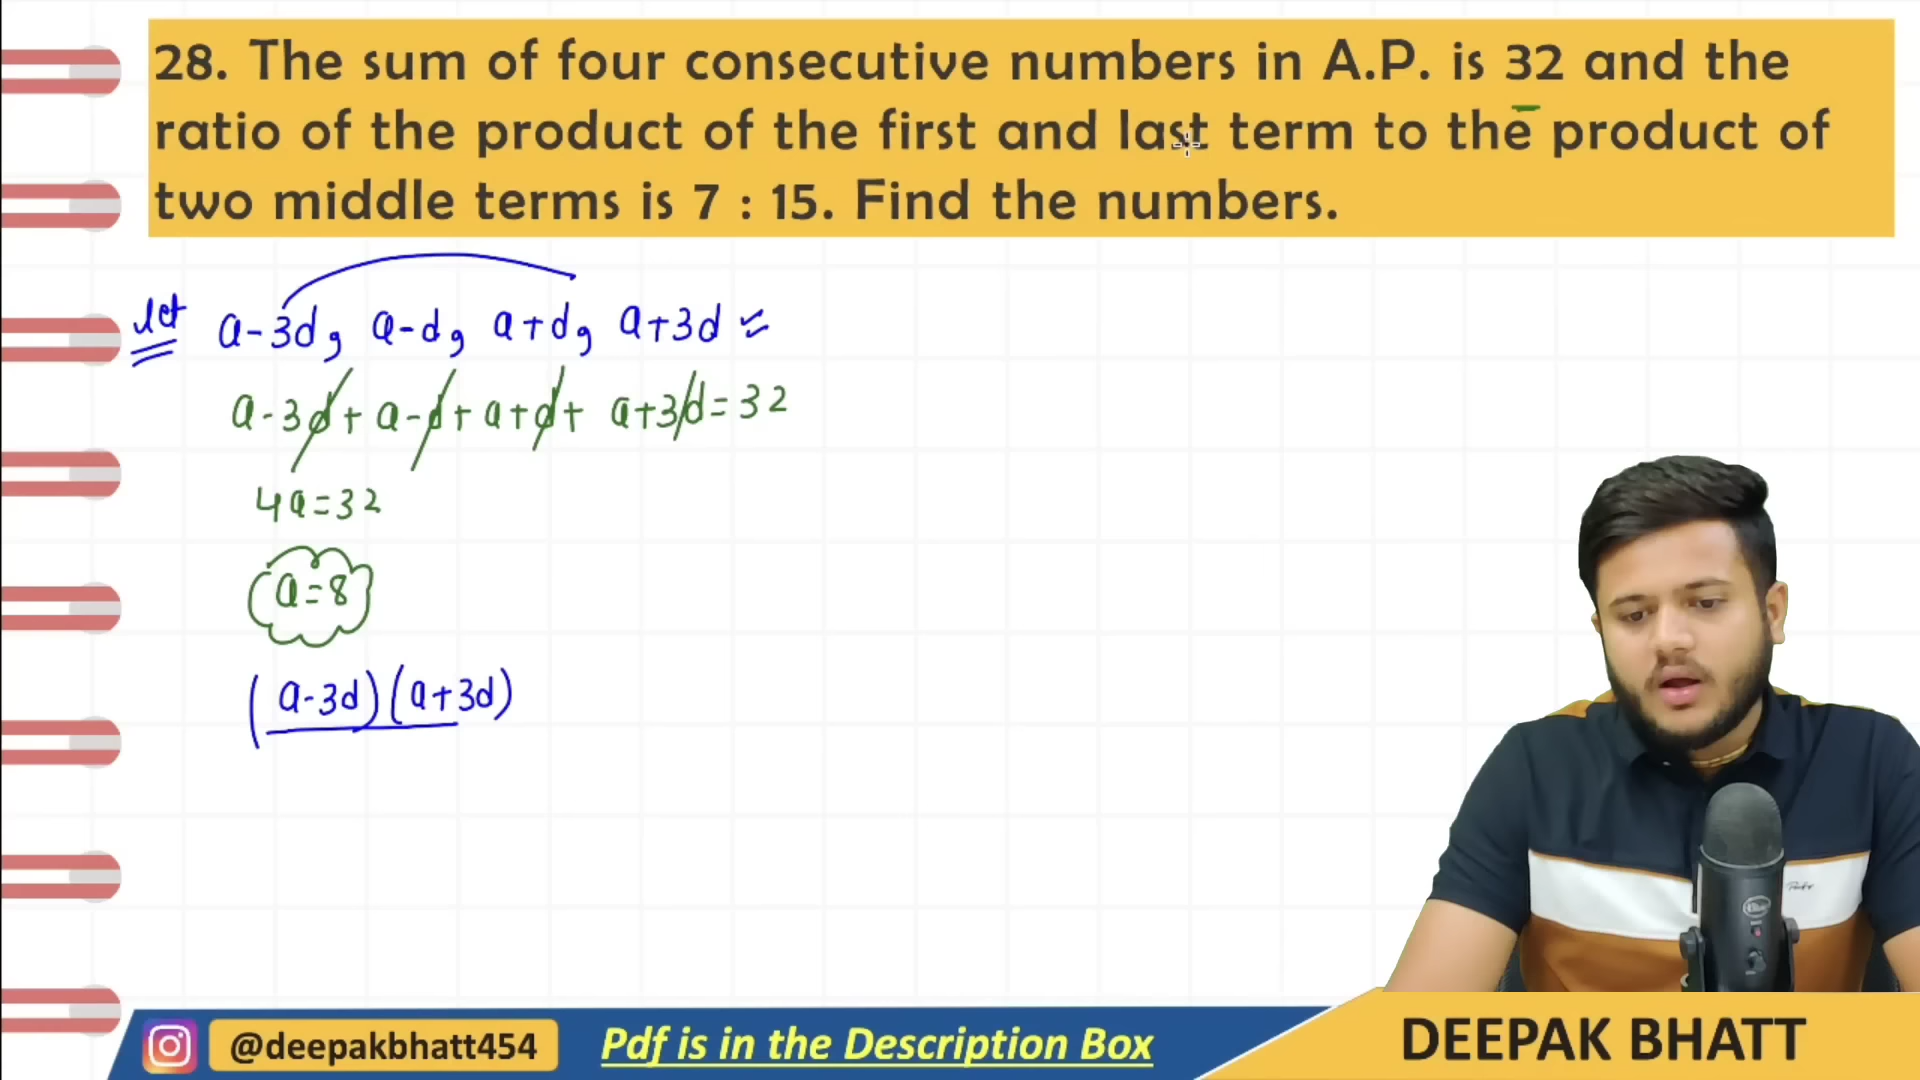 28. The sum of four consecutive numbers in A.P. is 32 and the
ratio of the product of the first and last term to the product of
two middle terms is 7 : 15. Find the numbers.
let a-3d, a-d, a+d, a+3d
a-3d+ a-d+ a+d+ a+3d=32
4a=32
a=8
(a-3d)(a+3d)
@deepakbhatt454
Pdf is in the Description Box
DEEPAK BHATT